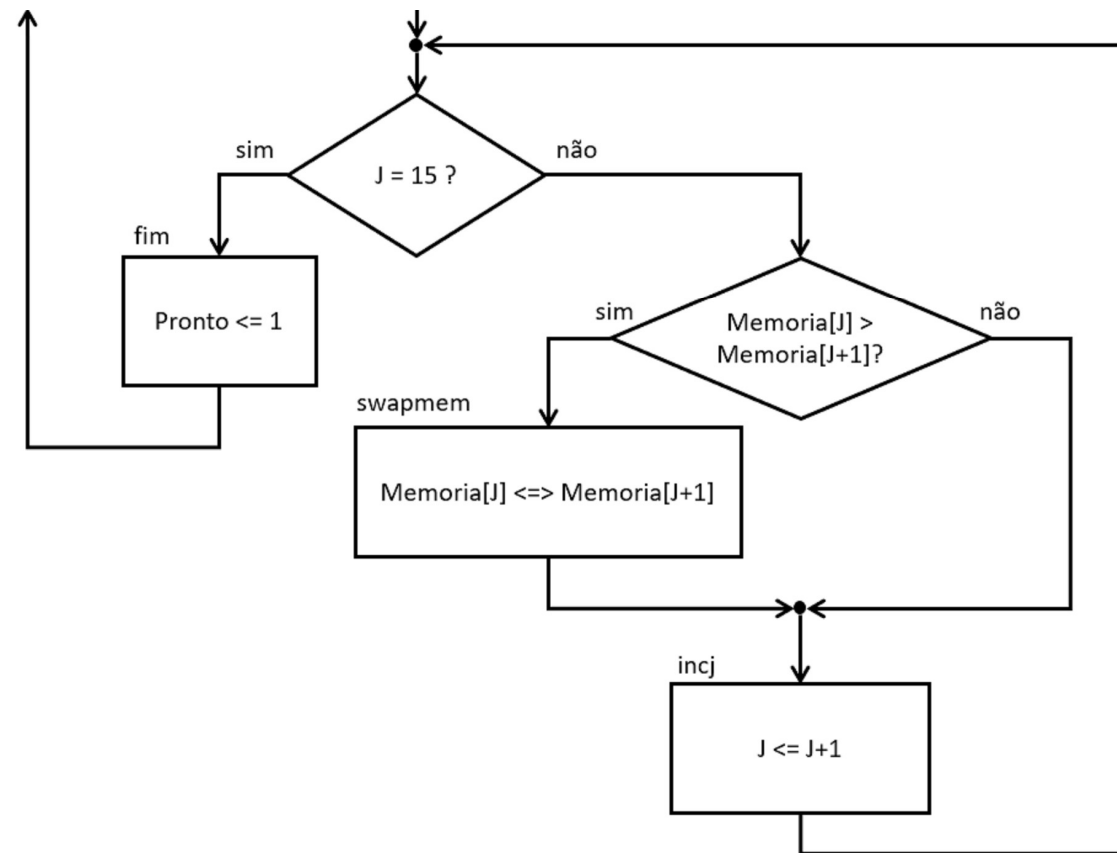 sim
não
J = 15 ?
fim
Pronto <= 1
sim
não
Memoria[J] >
Memoria[J+1]?
swapmem
Memoria[J] <=> Memoria[J+1]
incj
J <= J+1